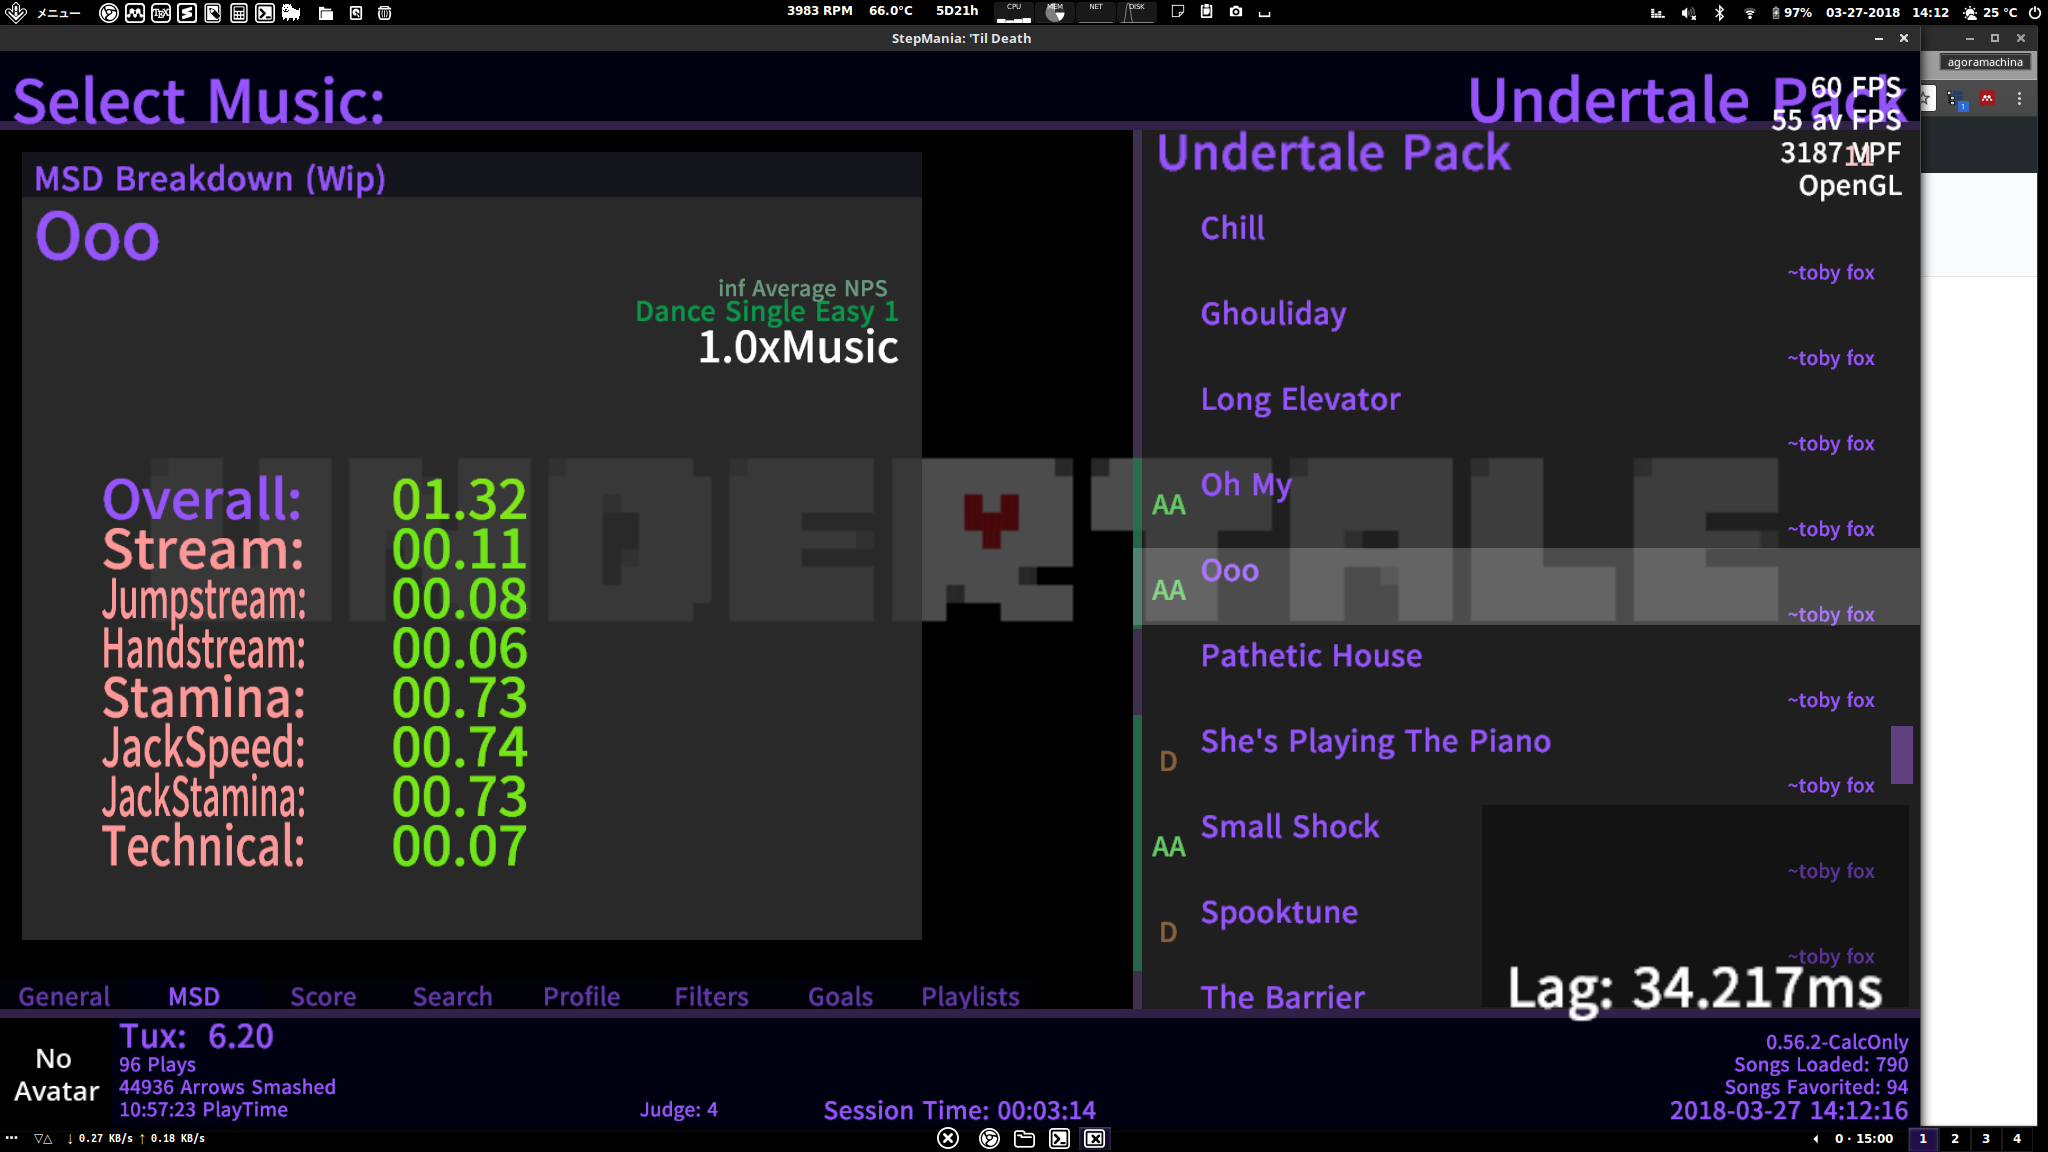 メニュー
3983 RPM 66.0°C 5D21h CPU MEM NET DISK
97% 03-27-2018 14:12 25 °C
StepMania: 'Til Death
agoramachina
Select Music:
Undertale Pack
60 FPS
55 av FPS
3187 VPF
OpenGL
MSD Breakdown (Wip)
Ooo
inf Average NPS
Dance Single Easy 1
1.0xMusic
Overall: 01.32
Stream: 00.11
Jumpstream: 00.08
Handstream: 00.06
Stamina: 00.73
JackSpeed: 00.74
JackStamina: 00.73
Technical: 00.07
UNDERTALE
Undertale Pack 11
Chill
~toby fox
Ghouliday
~toby fox
Long Elevator
~toby fox
AA Oh My
~toby fox
AA Ooo
~toby fox
Pathetic House
~toby fox
D She's Playing The Piano
~toby fox
AA Small Shock
~toby fox
D Spooktune
~toby fox
The Barrier
Lag: 34.217ms
General MSD Score Search Profile Filters Goals Playlists
No Avatar
Tux: 6.20
96 Plays
44936 Arrows Smashed
10:57:23 PlayTime
Judge: 4
Session Time: 00:03:14
0.56.2-CalcOnly
Songs Loaded: 790
Songs Favorited: 94
2018-03-27 14:12:16
↓ 0.27 KB/s ↑ 0.18 KB/s
0 · 15:00 1 2 3 4